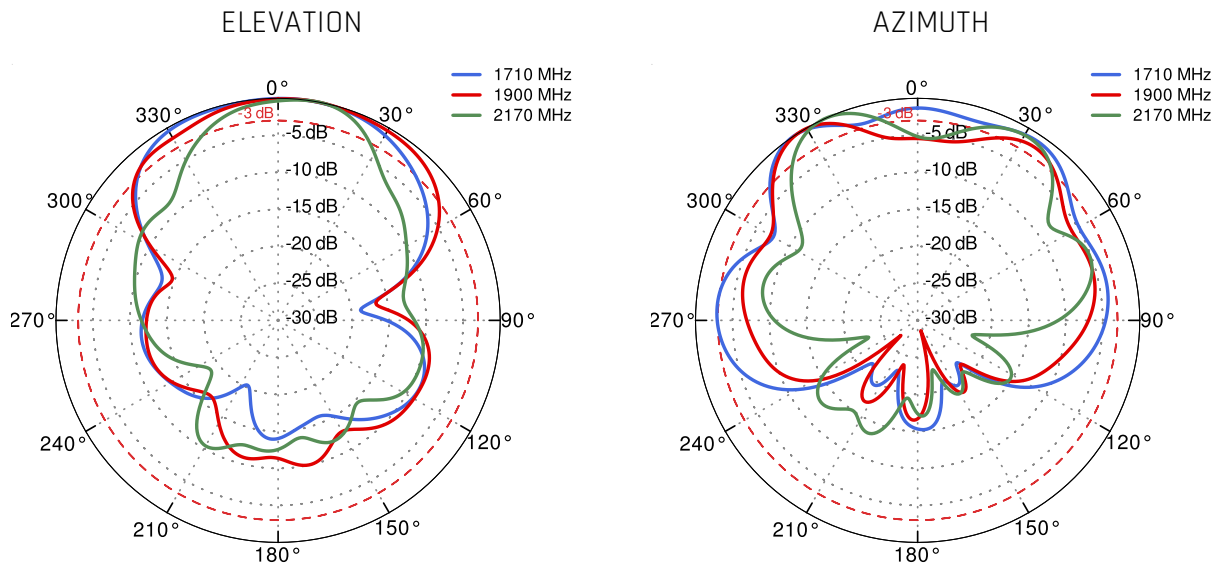 ELEVATION
1710 MHz
1900 MHz
2170 MHz
0°
30°
60°
90°
120°
150°
180°
210°
240°
270°
300°
330°
-3 dB
-5 dB
-10 dB
-15 dB
-20 dB
-25 dB
-30 dB
AZIMUTH
1710 MHz
1900 MHz
2170 MHz
0°
30°
60°
90°
120°
150°
180°
210°
240°
270°
300°
330°
-3 dB
-5 dB
-10 dB
-15 dB
-20 dB
-25 dB
-30 dB